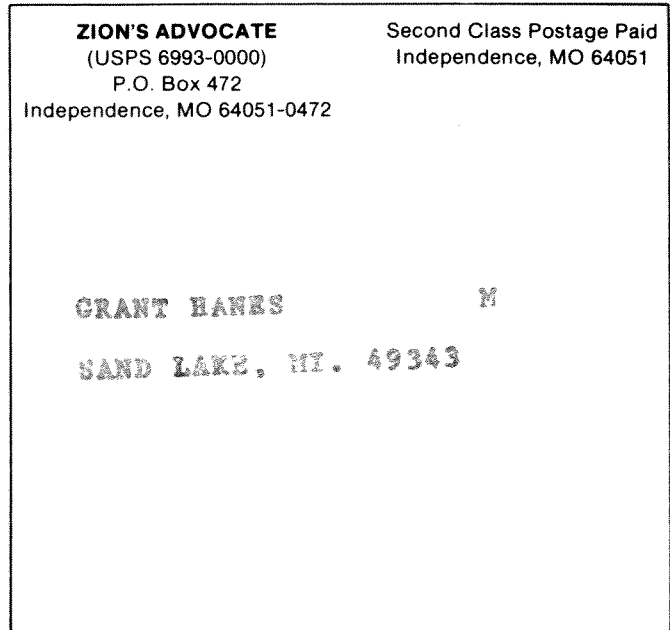 ZION'S ADVOCATE
(USPS 6993-0000)
P.O. Box 472
Independence, MO 64051-0472
Second Class Postage Paid
Independence, MO 64051
GRANT HANKS M
SAND LAKE, MI. 49343